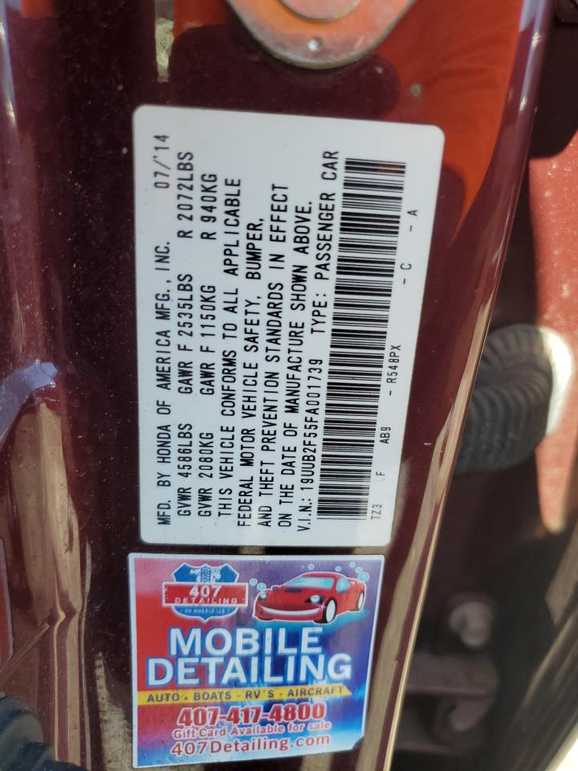 MFD. BY HONDA OF AMERICA MFG., INC. 07/'14
GVWR 4586LBS GAWR F 2535LBS R 2072LBS
GVWR 2080KG GAWR F 1150KG R 940KG
THIS VEHICLE CONFORMS TO ALL APPLICABLE
FEDERAL MOTOR VEHICLE SAFETY, BUMPER,
AND THEFT PREVENTION STANDARDS IN EFFECT
ON THE DATE OF MANUFACTURE SHOWN ABOVE.
V.I.N.: 19UUB2F55FA001739 TYPE: PASSENGER CAR
TZ3 F AB9 - R548PX - C - A
407
DETAILING
MOBILE
DETAILING
AUTO - BOATS - RV'S - AIRCRAFT
407-417-4800
Gift Card Available for sale
407Detailing.com